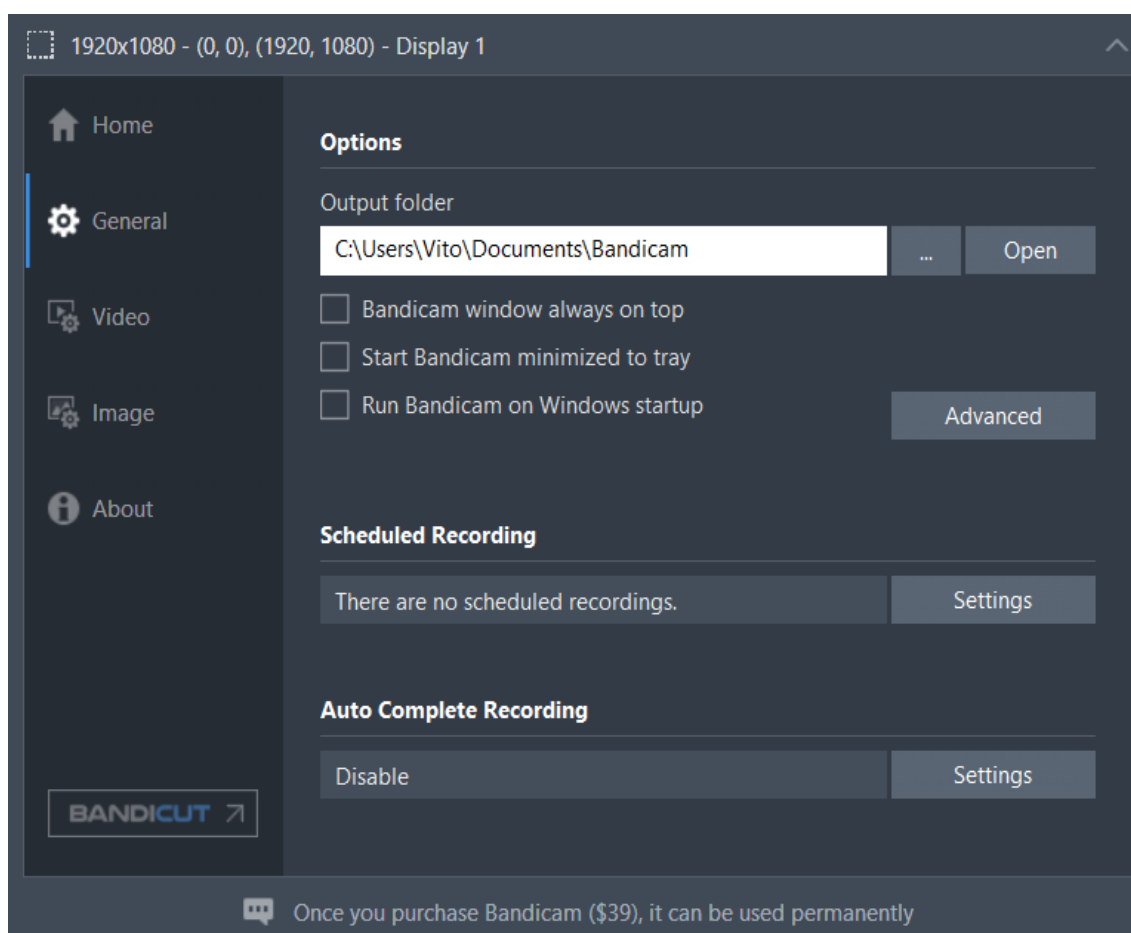 1920x1080 - (0, 0), (1920, 1080) - Display 1
Home
General
Video
Image
About
BANDICUT
Options
Output folder
C:\Users\Vito\Documents\Bandicam
...
Open
Bandicam window always on top
Start Bandicam minimized to tray
Run Bandicam on Windows startup
Advanced
Scheduled Recording
There are no scheduled recordings.
Settings
Auto Complete Recording
Disable
Settings
Once you purchase Bandicam ($39), it can be used permanently